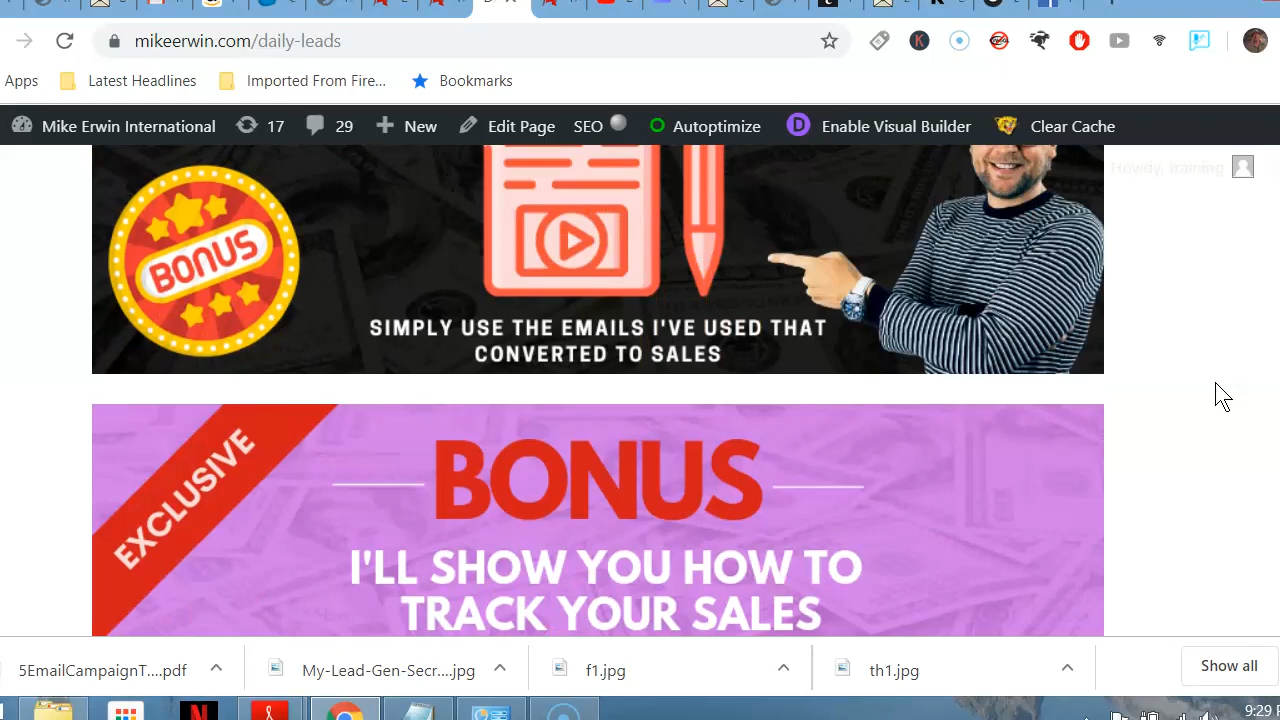 mikeerwin.com/daily-leads
Apps Latest Headlines Imported From Fire... Bookmarks
Mike Erwin International 17 29 New Edit Page SEO Autoptimize D Enable Visual Builder Clear Cache
Howdy, training
BONUS
SIMPLY USE THE EMAILS I'VE USED THAT
CONVERTED TO SALES
EXCLUSIVE
BONUS
I'LL SHOW YOU HOW TO
TRACK YOUR SALES
5EmailCampaignT....pdf My-Lead-Gen-Secr....jpg f1.jpg th1.jpg Show all
9:29